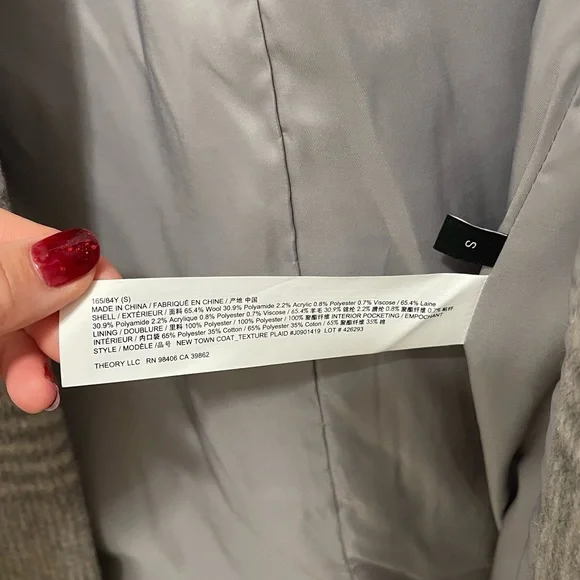 165/84Y (S)
MADE IN CHINA / FABRIQUÉ EN CHINE / 产地 中国
SHELL / EXTÉRIEUR / 面料 65.4% Wool 30.9% Polyamide 2.2% Acrylic 0.8% Polyester 0.7% Viscose / 65.4% Laine
30.9% Polyamide 2.2% Acrylique 0.8% Polyester 0.7% Viscose / 65.4% 羊毛 30.9% 锦纶 2.2% 腈纶 0.8% 聚酯纤维 0.7% 粘纤
LINING / DOUBLURE / 里料 100% Polyester / 100% Polyester / 100% 聚酯纤维 INTERIOR POCKETING / EMPOCHANT
INTÉRIEUR / 内口袋 65% Polyester 35% Cotton / 65% Polyester 35% Coton / 65% 聚酯纤维 35% 棉
STYLE / MODÈLE /品号 NEW TOWN COAT_TEXTURE PLAID #J0901419 LOT # 426293
THEORY LLC RN 98406 CA 39862
S